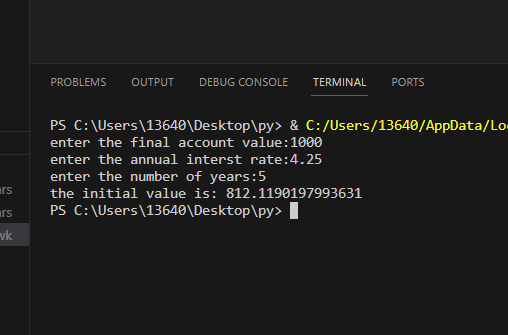 PROBLEMS OUTPUT DEBUG CONSOLE TERMINAL PORTS
PS C:\Users\13640\Desktop\py> & C:/Users/13640/AppData/Lo
enter the final account value:1000
enter the annual interst rate:4.25
enter the number of years:5
the initial value is: 812.1190197993631
PS C:\Users\13640\Desktop\py>
ars
ars
wk